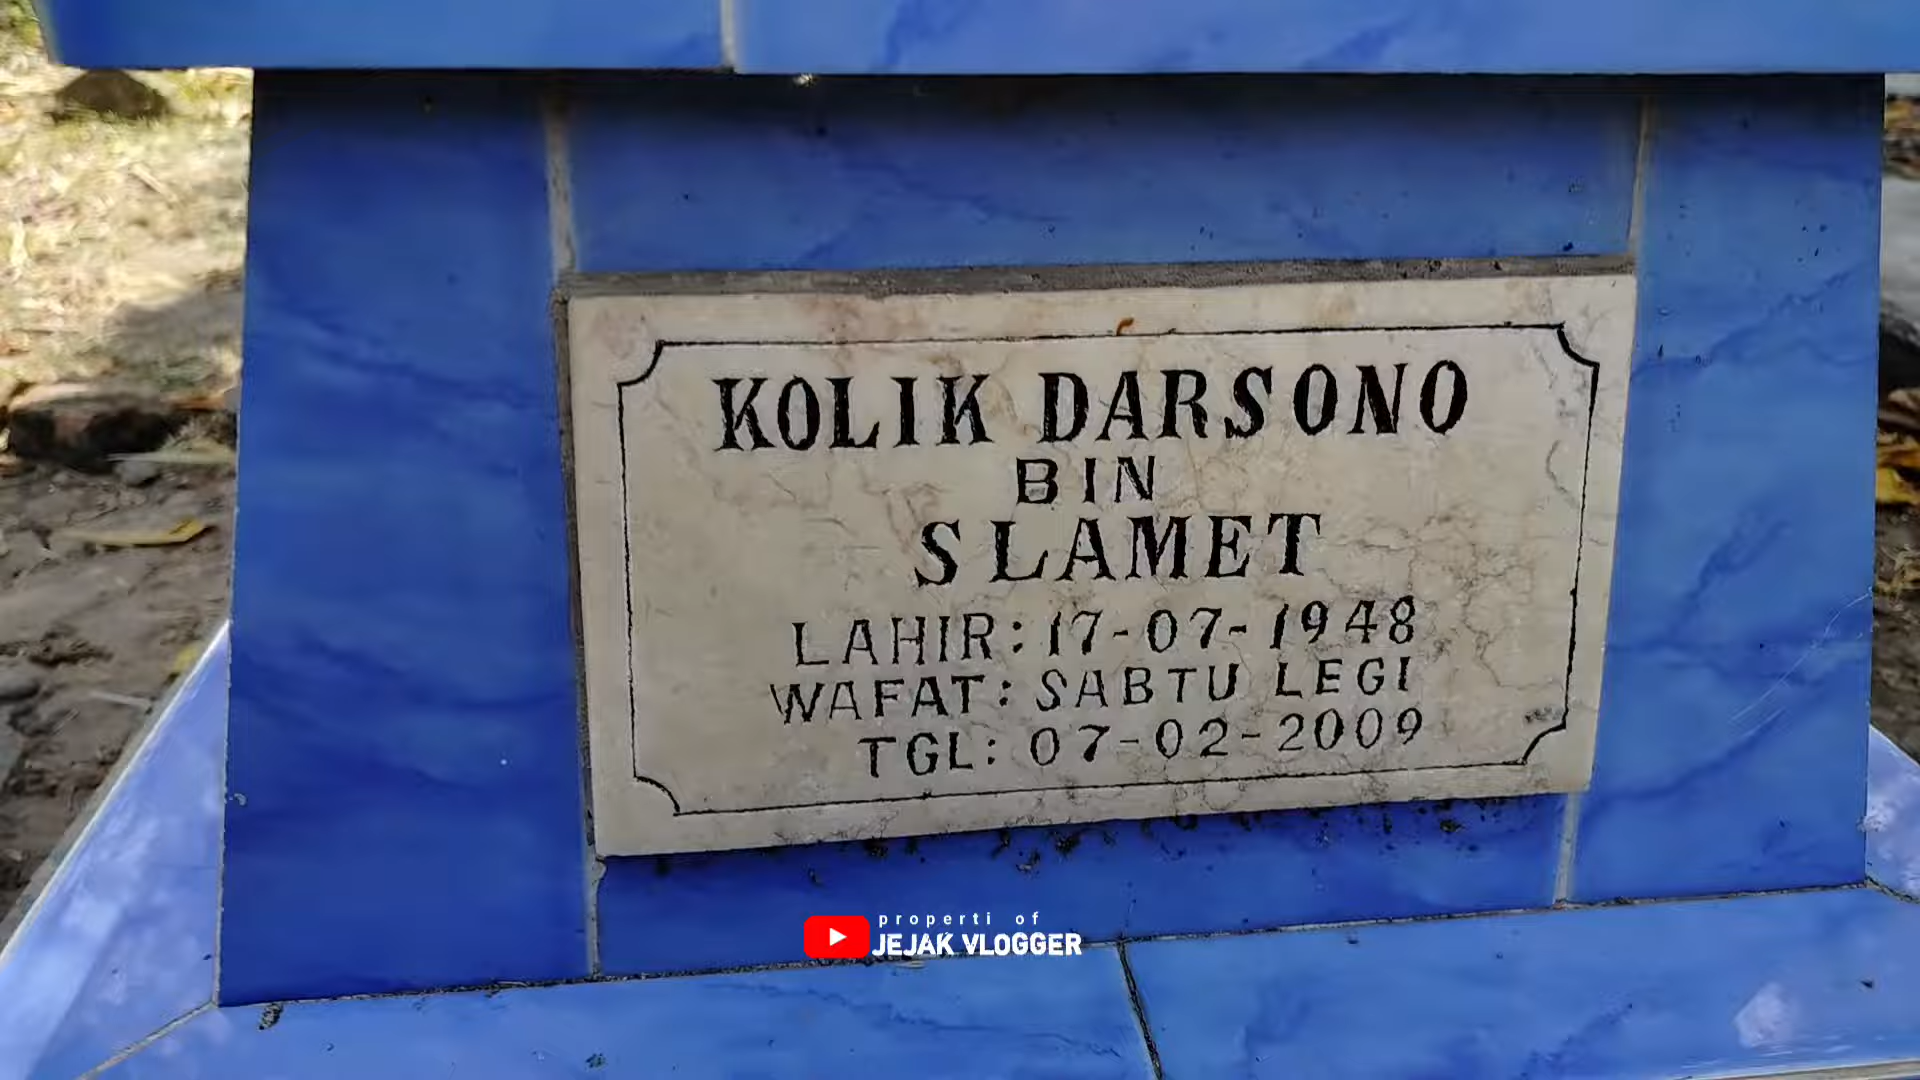 KOLIK DARSONO
BIN
SLAMET
LAHIR: 17-07-1948
WAFAT: SABTU LEGI
TGL: 07-02-2009
properti of
JEJAK VLOGGER